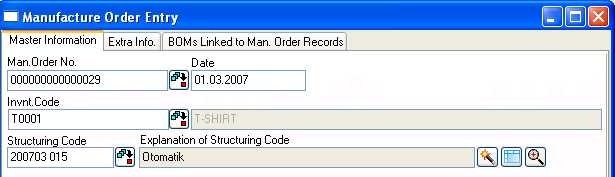 Manufacture Order Entry
Master Information Extra Info. BOMs Linked to Man. Order Records
Man.Order No. Date
000000000000029 01.03.2007
Invnt.Code
T0001 T-SHIRT
Structuring Code Explanation of Structuring Code
200703 015 Otomatik